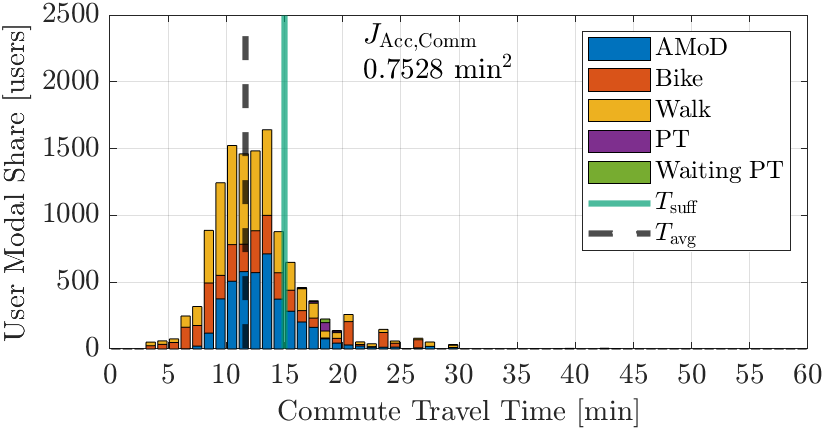 2500
2000
1500
1000
500
0
User Modal Share [users]
J_Acc,Comm
0.7528 min²
AMoD
Bike
Walk
PT
Waiting PT
T_suff
T_avg
0 5 10 15 20 25 30 35 40 45 50 55 60
Commute Travel Time [min]